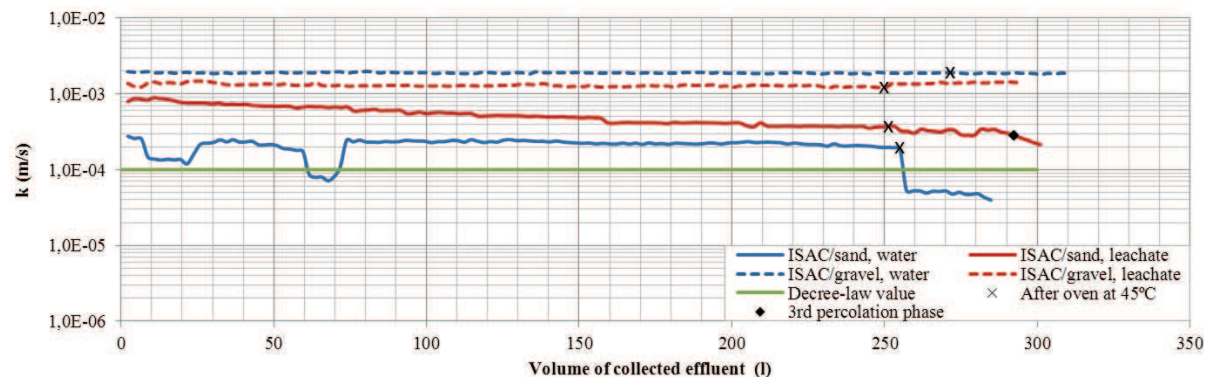 1,0E-02
1,0E-03
1,0E-04
1,0E-05
1,0E-06
k (m/s)
ISAC/sand, water
ISAC/sand, leachate
ISAC/gravel, water
ISAC/gravel, leachate
Decree-law value
After oven at 45ºC
3rd percolation phase
0 50 100 150 200 250 300 350
Volume of collected effluent (l)